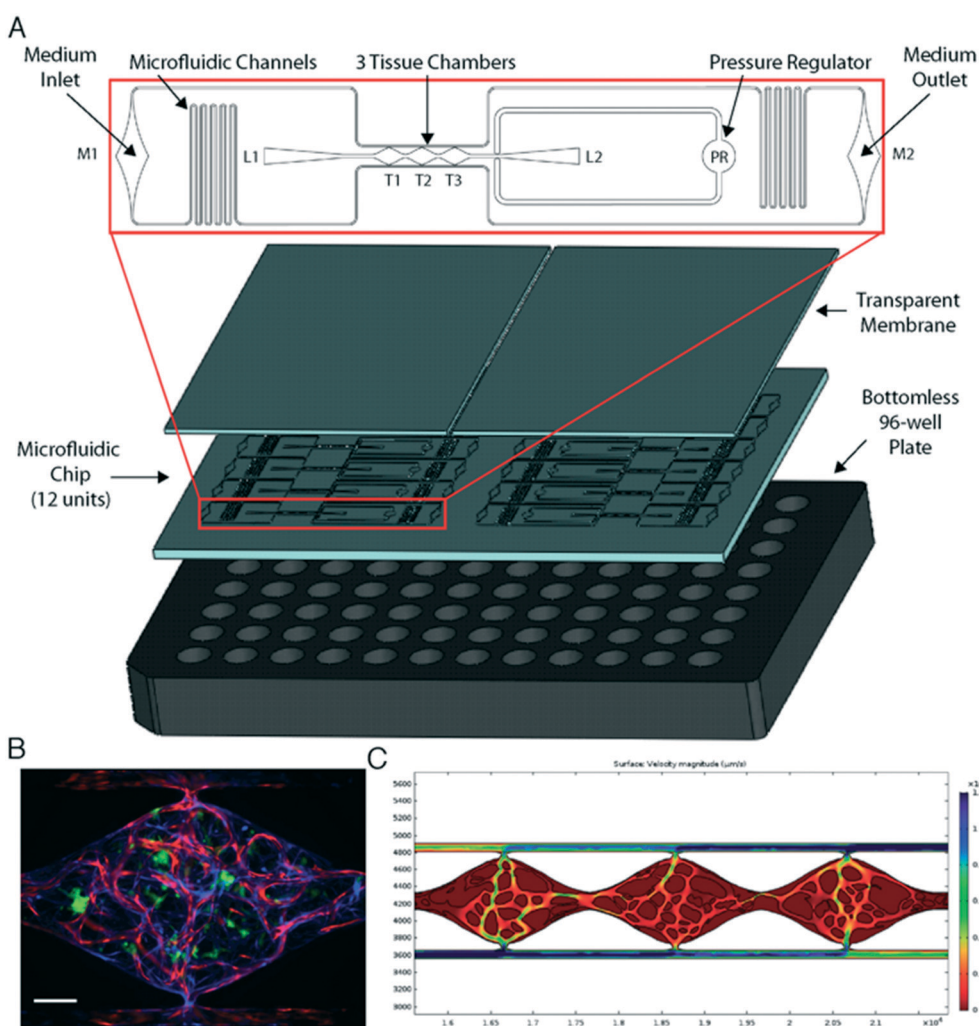 A
Medium
Inlet
Microfluidic Channels
3 Tissue Chambers
Pressure Regulator
Medium
Outlet
M1
L1
T1 T2 T3
L2
PR
M2
Transparent
Membrane
Bottomless
96-well
Plate
Microfluidic
Chip
(12 units)
B
C
Surface: Velocity magnitude (μm/s)
5600
5400
5200
5000
4800
4600
4400
4200
4000
3800
3600
3400
3200
3000
1.6 1.65 1.7 1.75 1.8 1.85 1.9 1.95 2 2.05 2.1